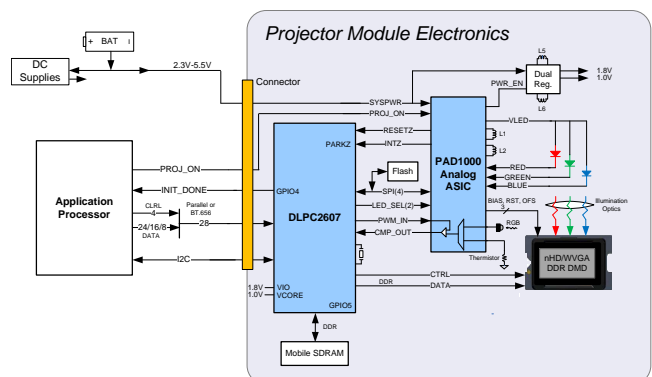 Projector Module Electronics
+ BAT I
DC
Supplies
2.3V-5.5V
Connector
L5
Dual
Reg.
L6
1.8V
1.0V
PWR_EN
SYSPWR
PROJ_ON
VLED
RESETZ
PARKZ
INTZ
L1
L2
PAD1000
Analog
ASIC
RED
GREEN
BLUE
Flash
Application
Processor
PROJ_ON
INIT_DONE
GPIO4
CLRL
4
24/16/8
DATA
Parallel or
BT.656
28
I2C
DLPC2607
SPI(4)
LED_SEL(2)
PWM_IN
CMP_OUT
BIAS, RST, OFS
3
RGB
Illumination
Optics
Thermistor
nHD/WVGA
DDR DMD
CTRL
DDR
DATA
1.8V
1.0V
VIO
VCORE
GPIO5
DDR
Mobile SDRAM